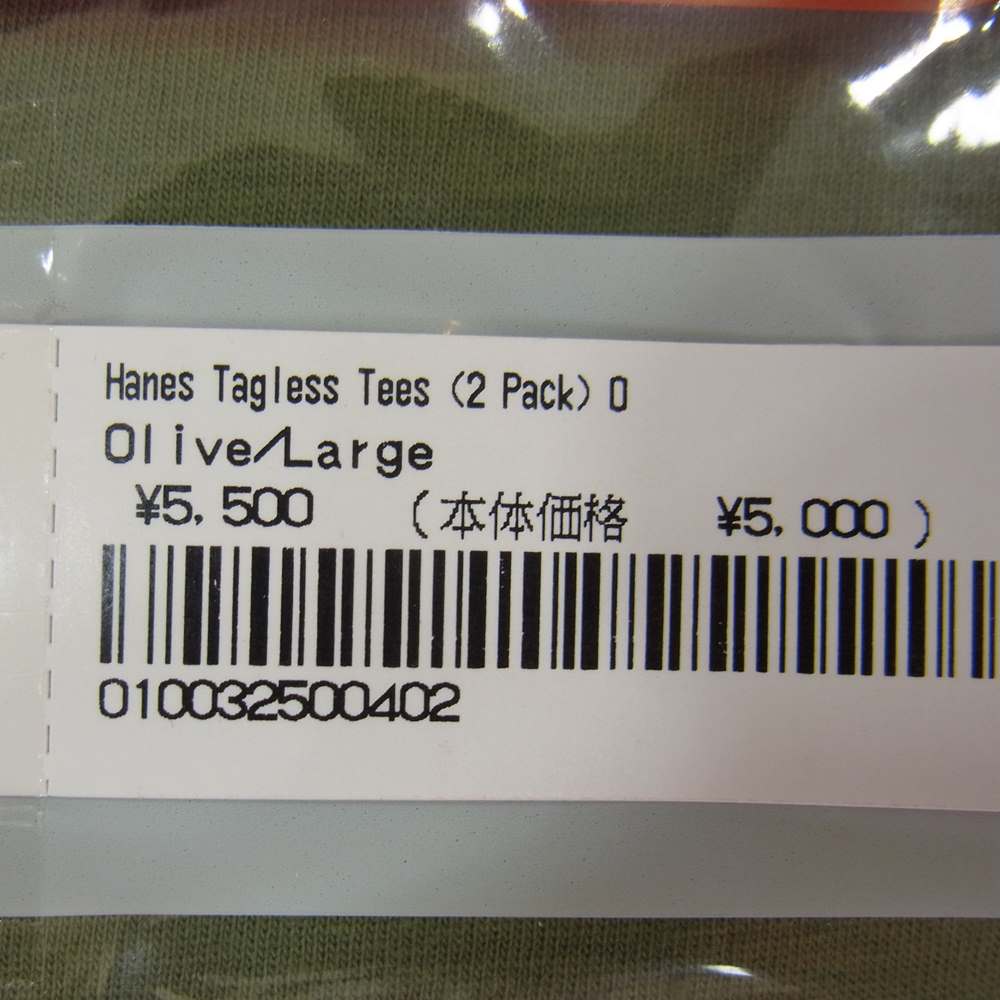 Hanes Tagless Tees (2 Pack) O
Olive/Large
¥5,500 (本体価格 ¥5,000)
010032500402